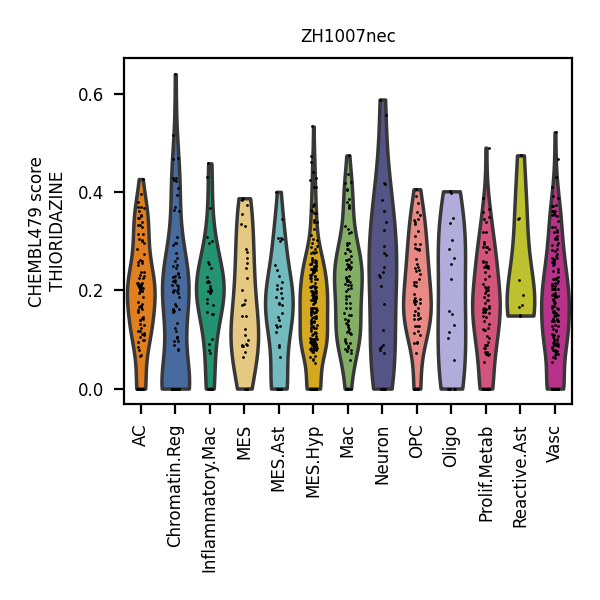 ZH1007nec
CHEMBL479 score
THIORIDAZINE
0.6
0.4
0.2
0.0
AC
Chromatin.Reg
Inflammatory.Mac
MES
MES.Ast
MES.Hyp
Mac
Neuron
OPC
Oligo
Prolif.Metab
Reactive.Ast
Vasc